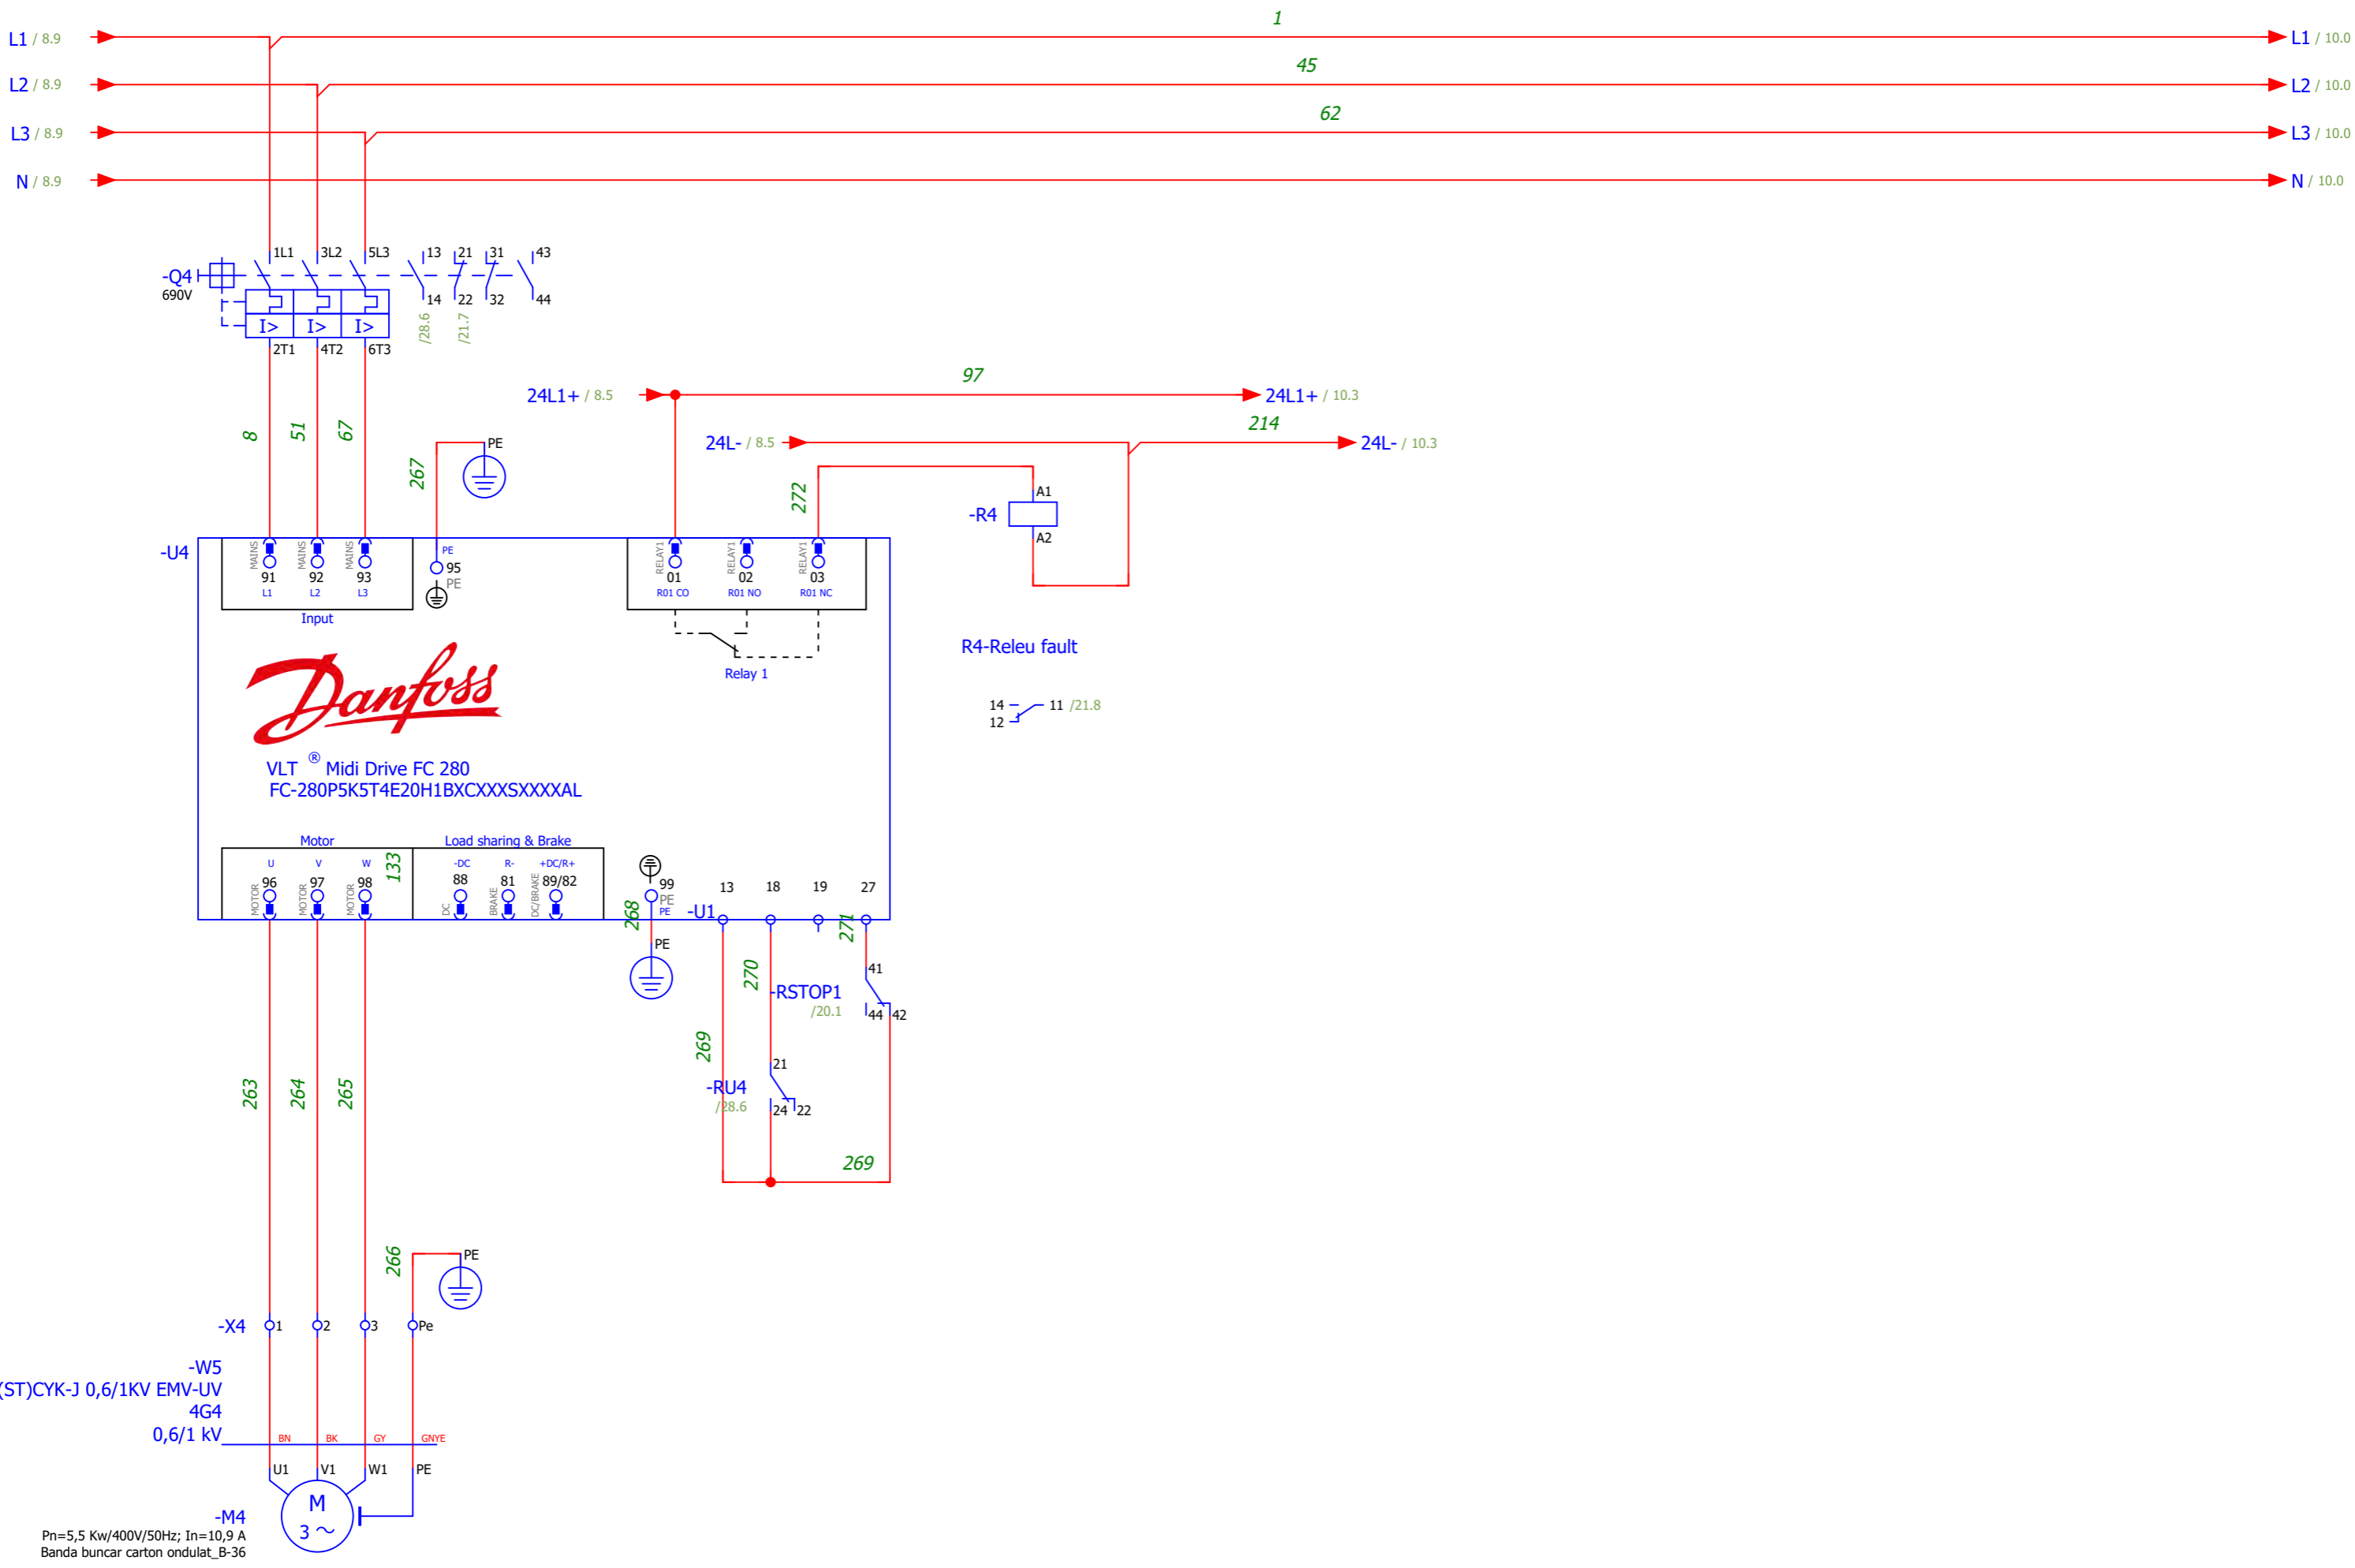 1
L1 / 8.9
L1 / 10.0
45
L2 / 8.9
L2 / 10.0
62
L3 / 8.9
L3 / 10.0
N / 8.9
N / 10.0
1L1 3L2 5L3 13 21 31 43
-Q4
690V
14 22 32 44
I> I> I>
/28.6 /21.7
2T1 4T2 6T3
97
24L1+ / 8.5
24L1+ / 10.3
214
24L- / 8.5
24L- / 10.3
8 51 67
PE
267
272
A1
-R4
A2
-U4
MAINS MAINS MAINS
PE
RELAY1 RELAY1 RELAY1
91 92 93
95
PE
01 02 03
L1 L2 L3
R01 CO R01 NO R01 NC
Input
R4-Releu fault
Relay 1
Danfoss
14 11 /21.8
12
VLT ® Midi Drive FC 280
FC-280P5K5T4E20H1BXCXXXSXXXXAL
Motor
Load sharing & Brake
U V W
133
-DC R- +DC/R+
96 97 98
88 81 89/82
MOTOR MOTOR MOTOR
DC BRAKE DC/BRAKE
99
PE
PE
13 18 19 27
-U1
268
271
PE
270
41
-RSTOP1
/20.1
44 42
269
21
-RU4
/28.6
24 22
263 264 265
269
266
PE
-X4 1 2 3 Pe
-W5
(ST)CYK-J 0,6/1KV EMV-UV
4G4
0,6/1 kV
BN BK GY GNYE
U1 V1 W1 PE
M
3 ~
-M4
Pn=5,5 Kw/400V/50Hz; In=10,9 A
Banda buncar carton ondulat_B-36